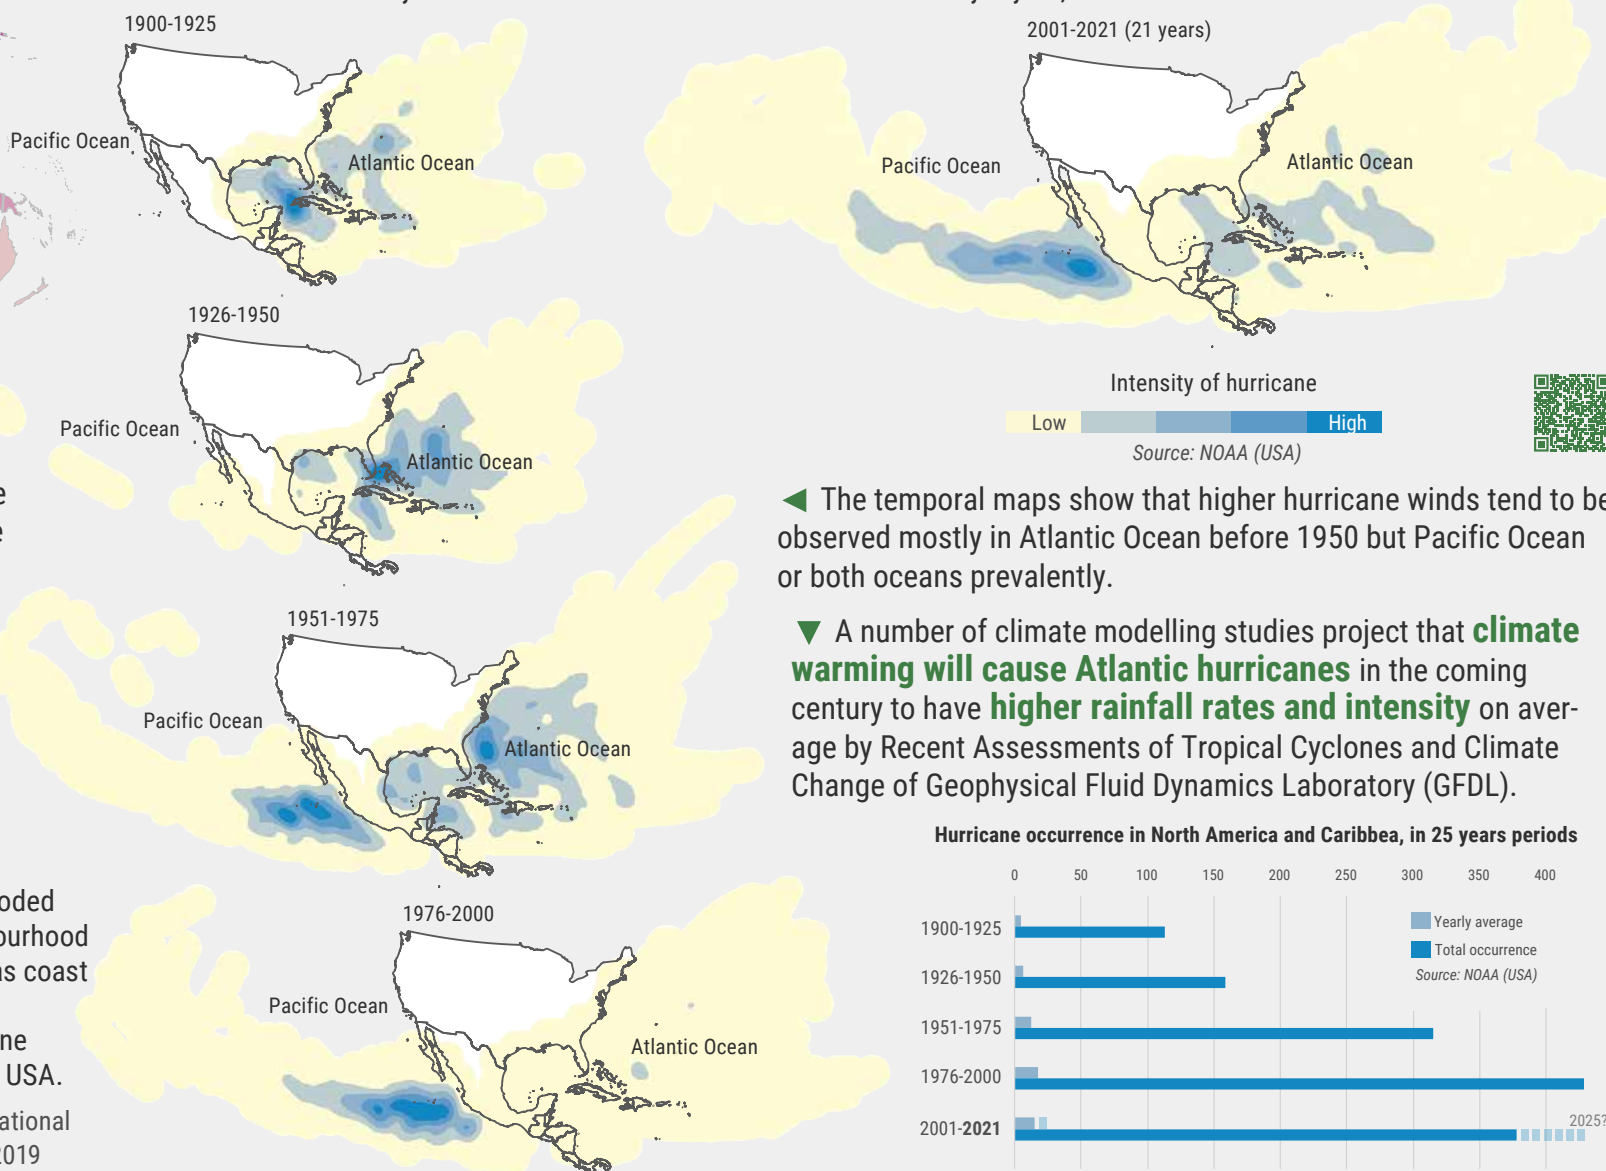 1900-1925
Pacific Ocean
Atlantic Ocean
1926-1950
Pacific Ocean
Atlantic Ocean
1951-1975
Pacific Ocean
Atlantic Ocean
oded
ourhood
as coast
ne
USA.
ational
2019
1976-2000
Pacific Ocean
Atlantic Ocean
2001-2021 (21 years)
Pacific Ocean
Atlantic Ocean
Intensity of hurricane
Low High
Source: NOAA (USA)
◀ The temporal maps show that higher hurricane winds tend to be
observed mostly in Atlantic Ocean before 1950 but Pacific Ocean
or both oceans prevalently.
▼ A number of climate modelling studies project that climate
warming will cause Atlantic hurricanes in the coming
century to have higher rainfall rates and intensity on aver-
age by Recent Assessments of Tropical Cyclones and Climate
Change of Geophysical Fluid Dynamics Laboratory (GFDL).
Hurricane occurrence in North America and Caribbea, in 25 years periods
0 50 100 150 200 250 300 350 400
1900-1925
Yearly average
Total occurrence
Source: NOAA (USA)
1926-1950
1951-1975
1976-2000
2001-2021
2025?